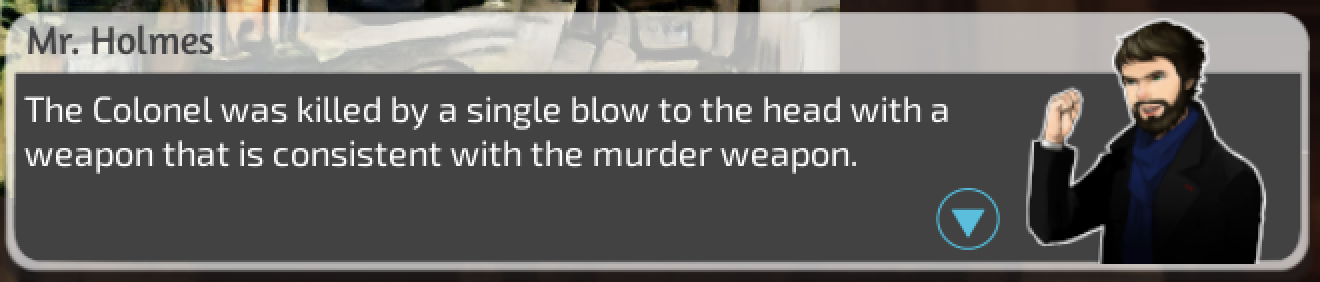 Mr. Holmes
The Colonel was killed by a single blow to the head with a
weapon that is consistent with the murder weapon.